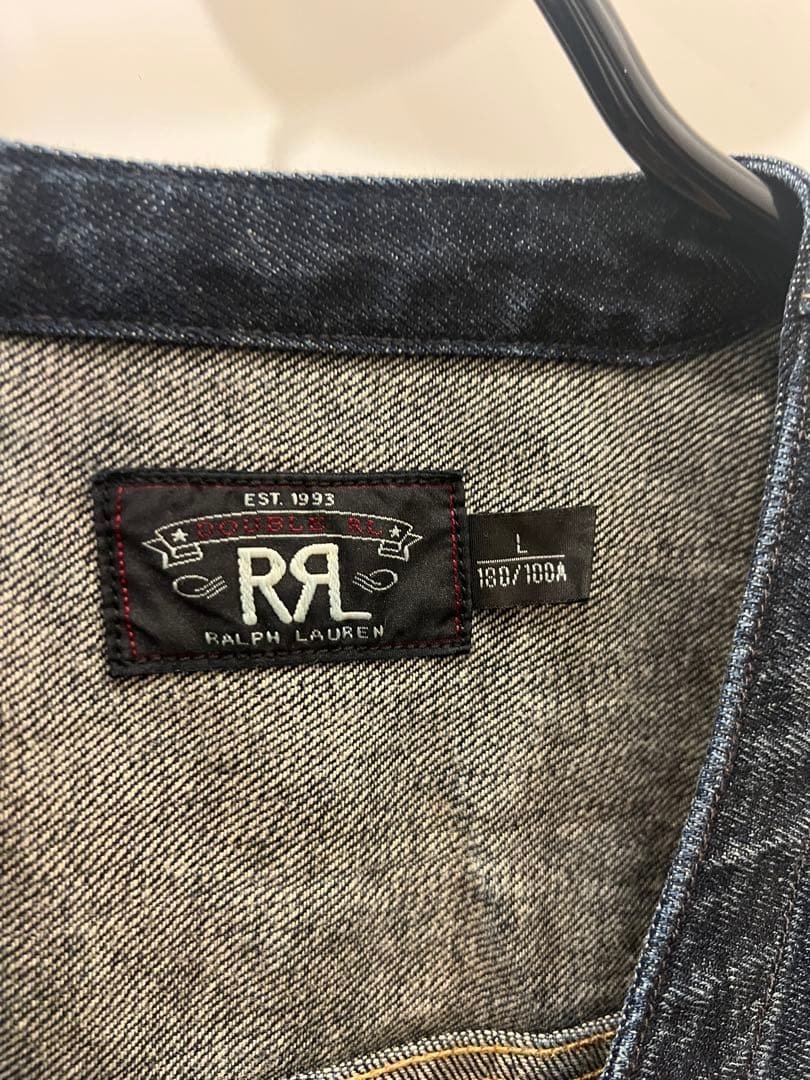 EST. 1993
DOUBLE RL
RRL
RALPH LAUREN
L
180/100A